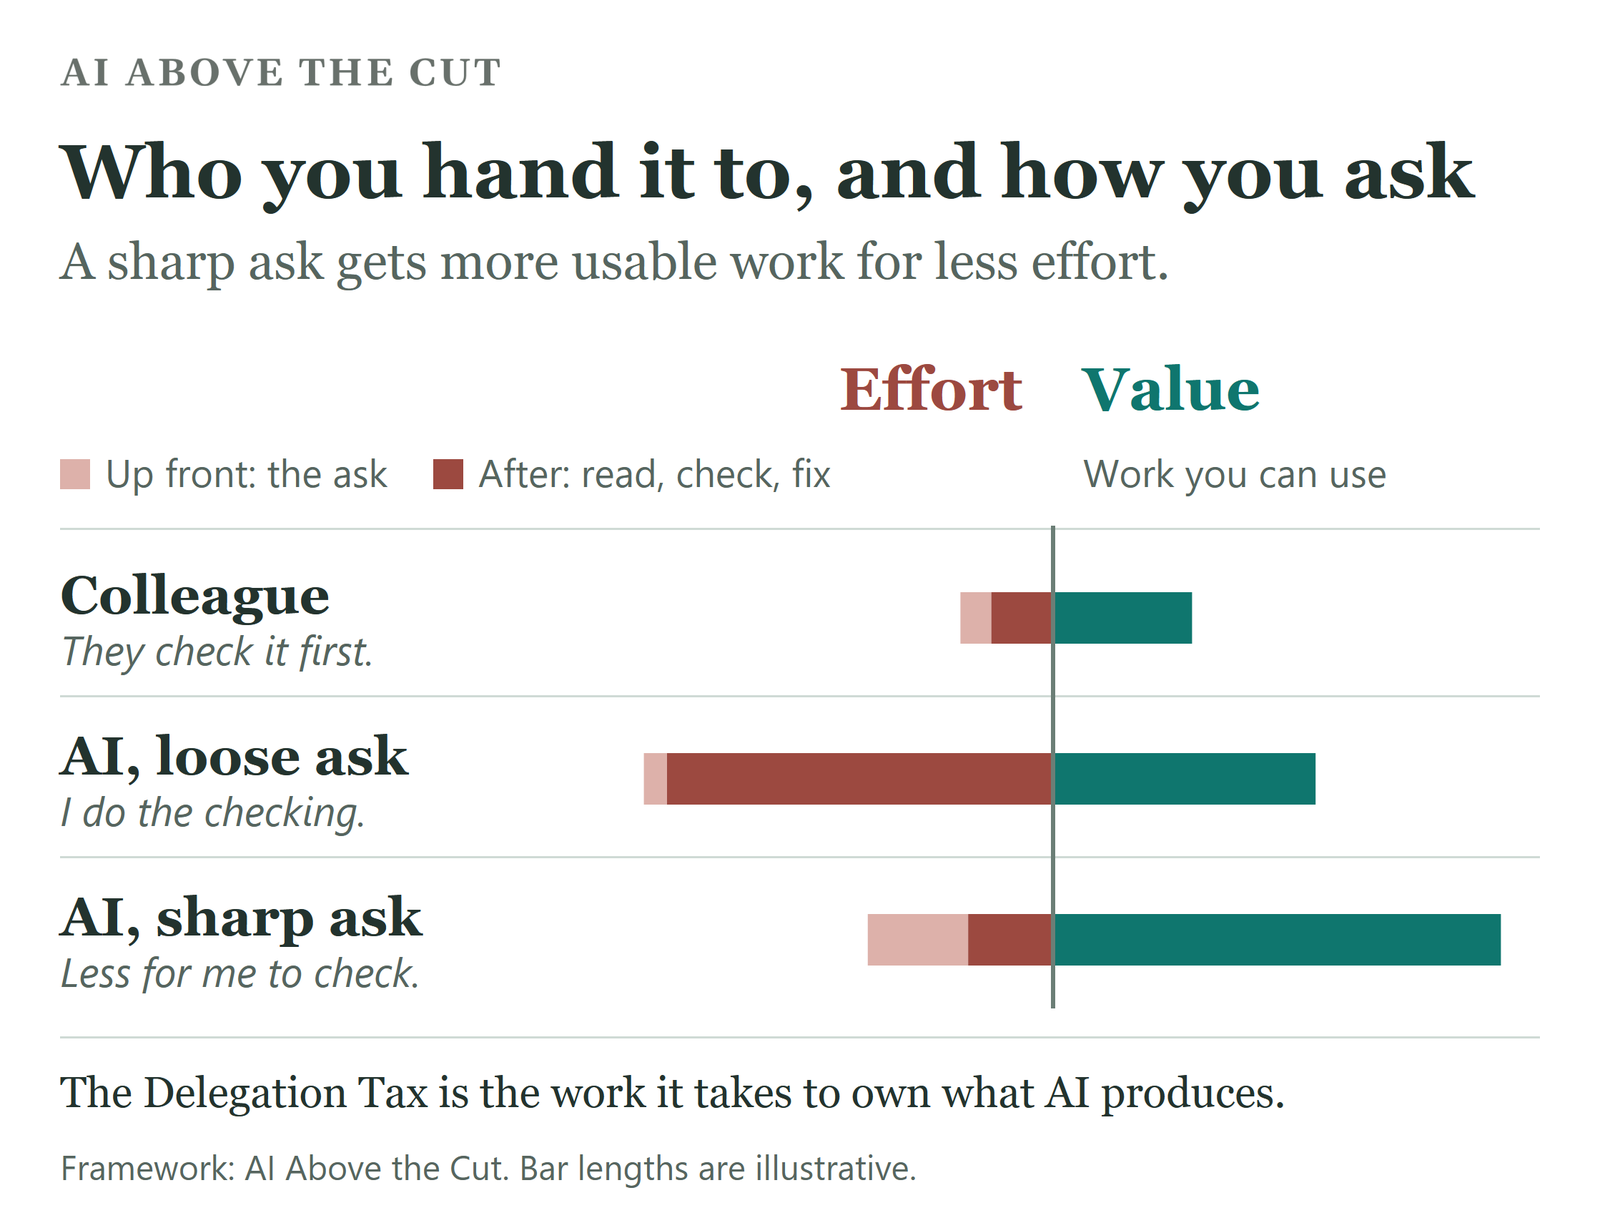 AI ABOVE THE CUT
Who you hand it to, and how you ask
A sharp ask gets more usable work for less effort.
Effort Value
Up front: the ask After: read, check, fix Work you can use
Colleague
They check it first.
AI, loose ask
I do the checking.
AI, sharp ask
Less for me to check.
The Delegation Tax is the work it takes to own what AI produces.
Framework: AI Above the Cut. Bar lengths are illustrative.